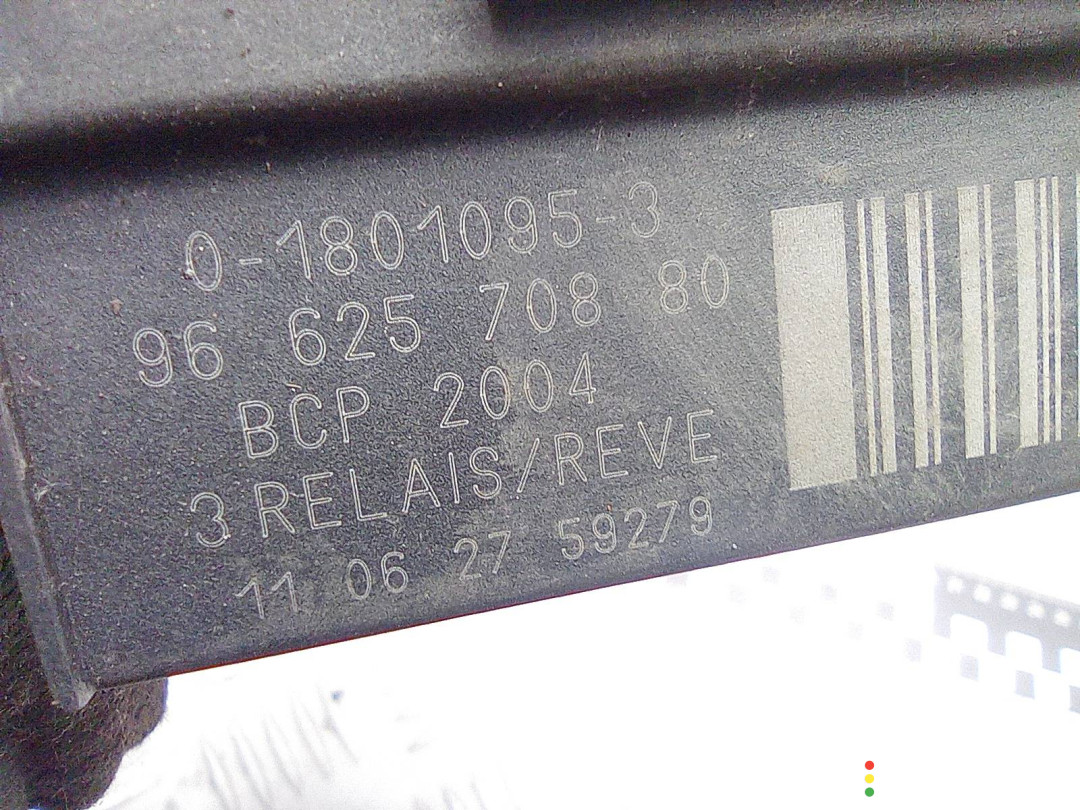 0-1801095-3
96 625 708 80
BCP 2004
3 RELAIS/REVE
11 06 27 59279